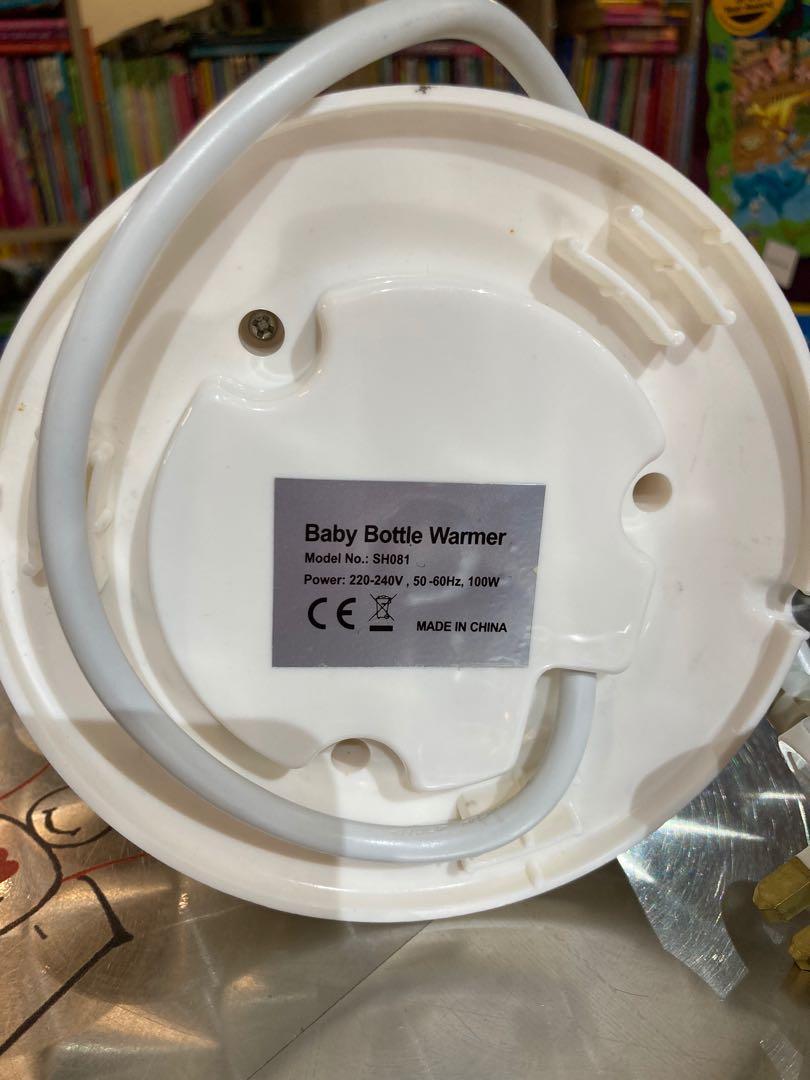 Baby Bottle Warmer
Model No.: SH081
Power: 220-240V , 50 -60Hz, 100W
CE
MADE IN CHINA